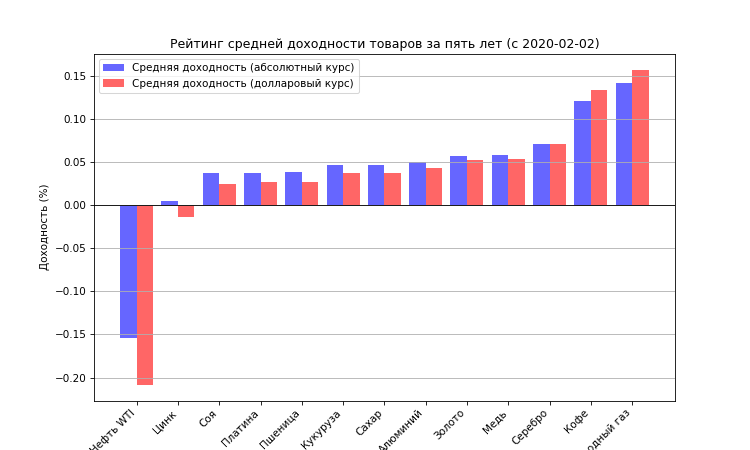 Рейтинг средней доходности товаров за пять лет (с 2020-02-02)
Средняя доходность (абсолютный курс)
Средняя доходность (долларовый курс)
Доходность (%)
0.15
0.10
0.05
0.00
−0.05
−0.10
−0.15
−0.20
Нефть WTI
Цинк
Соя
Платина
Пшеница
Кукуруза
Сахар
Алюминий
Золото
Медь
Серебро
Кофе
газ